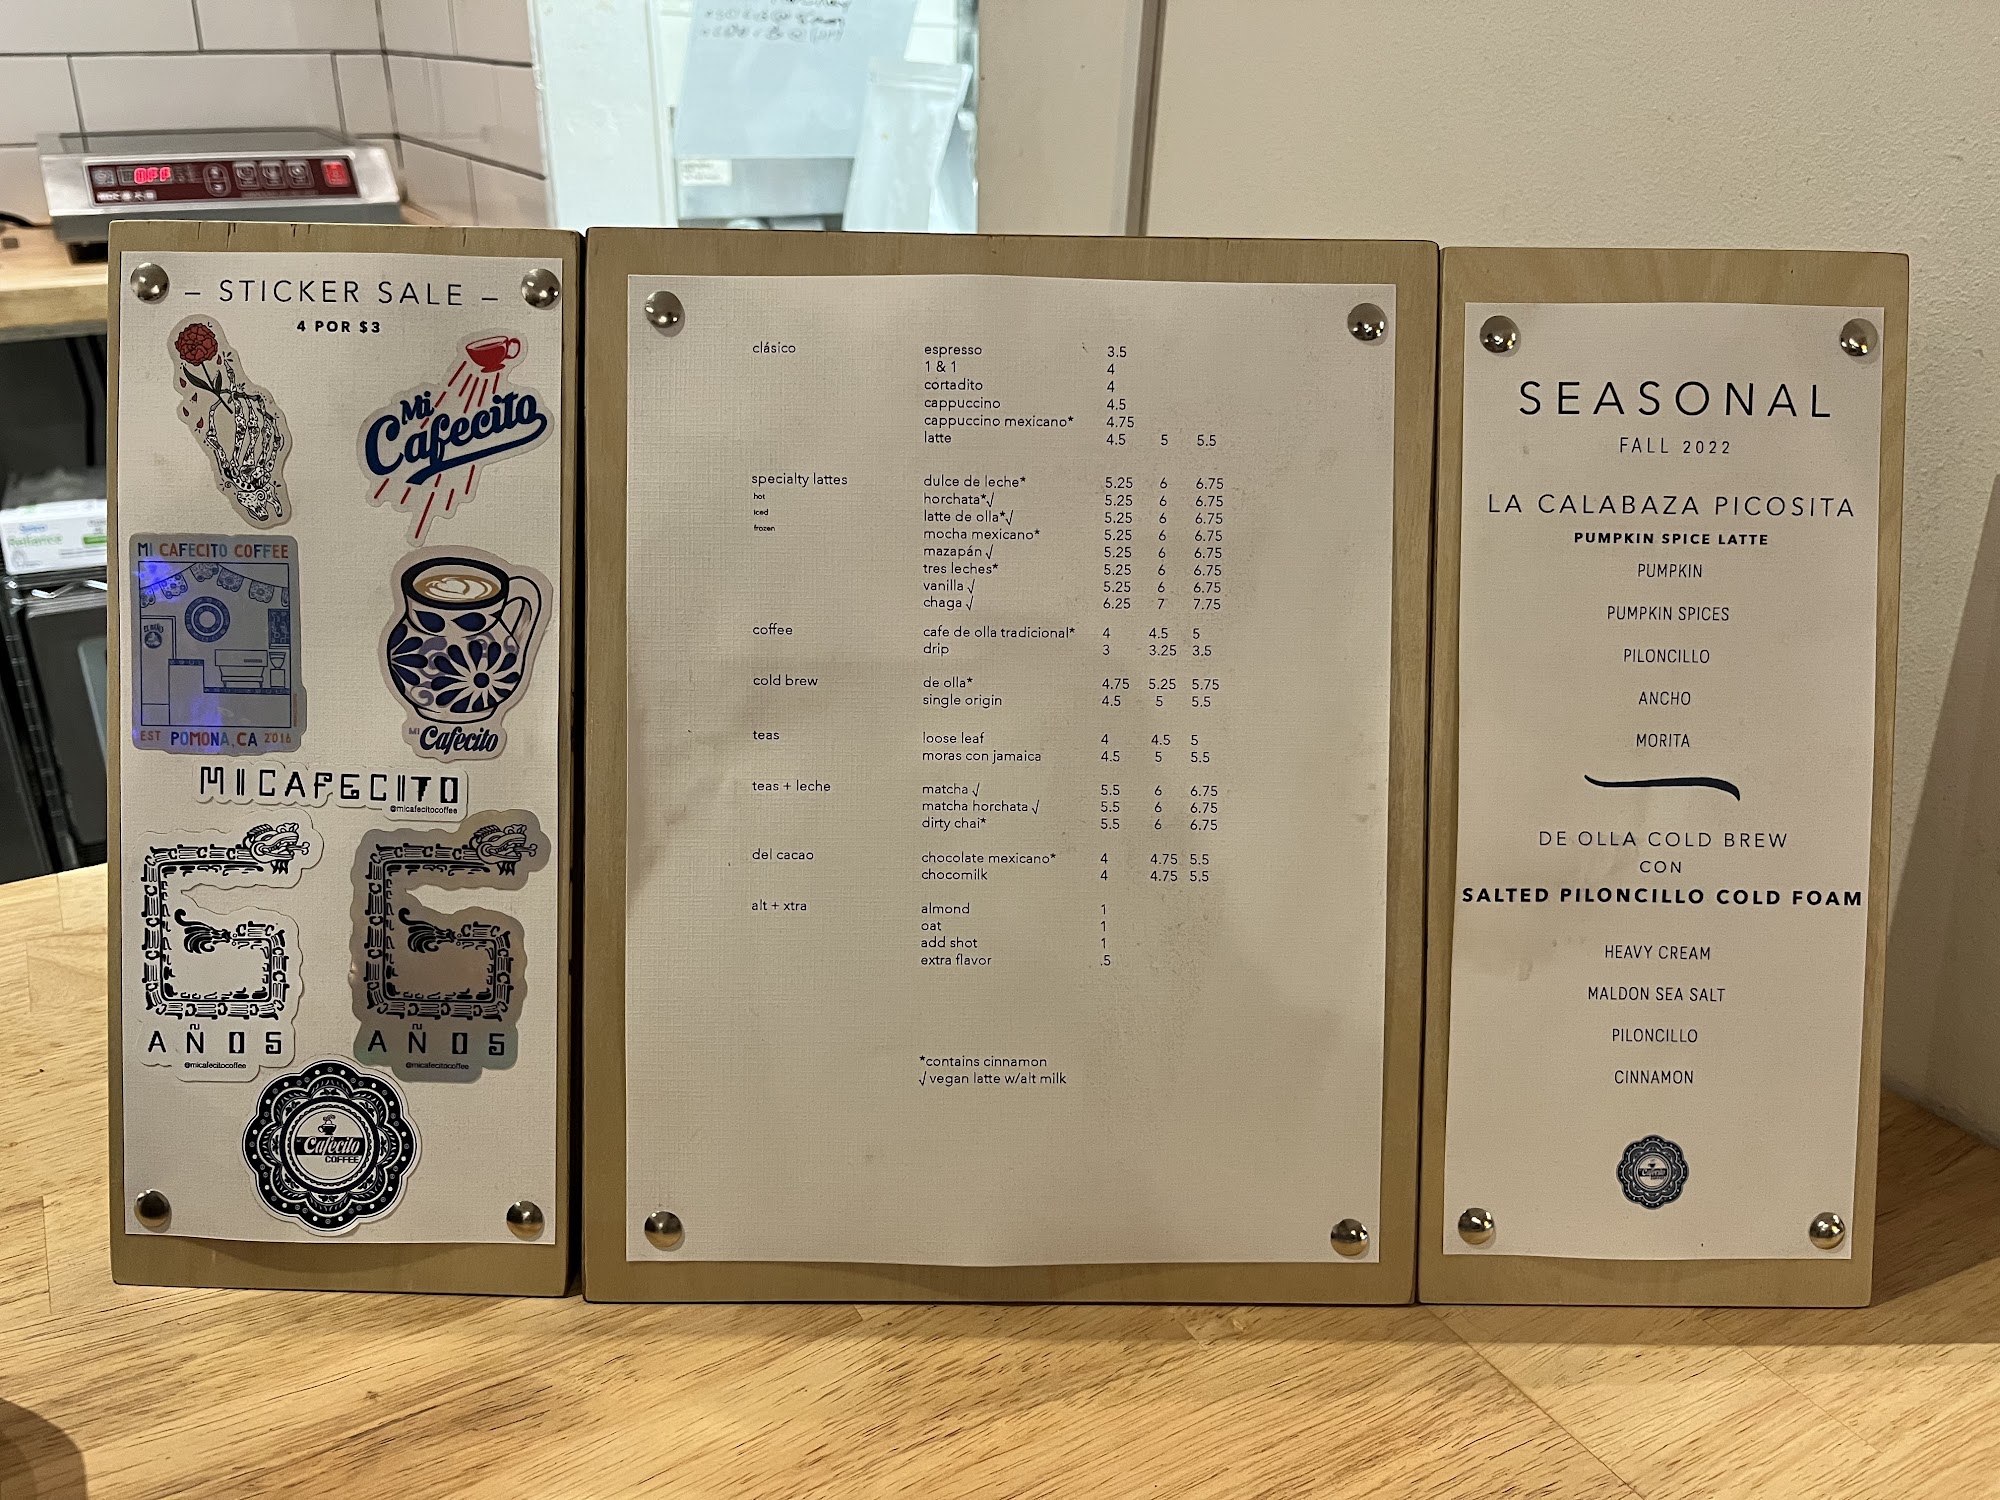 OFF
– STICKER SALE –
4 POR $3
Mi
Cafecito
MI CAFECITO COFFEE
EST POMONA, CA 2016
MI
Cafecito
MICAFECITO
@micafecitocoffee
AÑOS
@micafecitocoffee
AÑOS
@micafecitocoffee
Cafecito
COFFEE
clásico espresso 3.5
1 & 1 4
cortadito 4
cappuccino 4.5
cappuccino mexicano* 4.75
latte 4.5 5 5.5
specialty lattes dulce de leche* 5.25 6 6.75
hot horchata*√ 5.25 6 6.75
iced latte de olla*√ 5.25 6 6.75
frozen mocha mexicano* 5.25 6 6.75
mazapán √ 5.25 6 6.75
tres leches* 5.25 6 6.75
vanilla √ 5.25 6 6.75
chaga √ 6.25 7 7.75
coffee cafe de olla tradicional* 4 4.5 5
drip 3 3.25 3.5
cold brew de olla* 4.75 5.25 5.75
single origin 4.5 5 5.5
teas loose leaf 4 4.5 5
moras con jamaica 4.5 5 5.5
teas + leche matcha √ 5.5 6 6.75
matcha horchata √ 5.5 6 6.75
dirty chai* 5.5 6 6.75
del cacao chocolate mexicano* 4 4.75 5.5
chocomilk 4 4.75 5.5
alt + xtra almond 1
oat 1
add shot 1
extra flavor .5
*contains cinnamon
√ vegan latte w/alt milk
SEASONAL
FALL 2022
LA CALABAZA PICOSITA
PUMPKIN SPICE LATTE
PUMPKIN
PUMPKIN SPICES
PILONCILLO
ANCHO
MORITA
DE OLLA COLD BREW
CON
SALTED PILONCILLO COLD FOAM
HEAVY CREAM
MALDON SEA SALT
PILONCILLO
CINNAMON